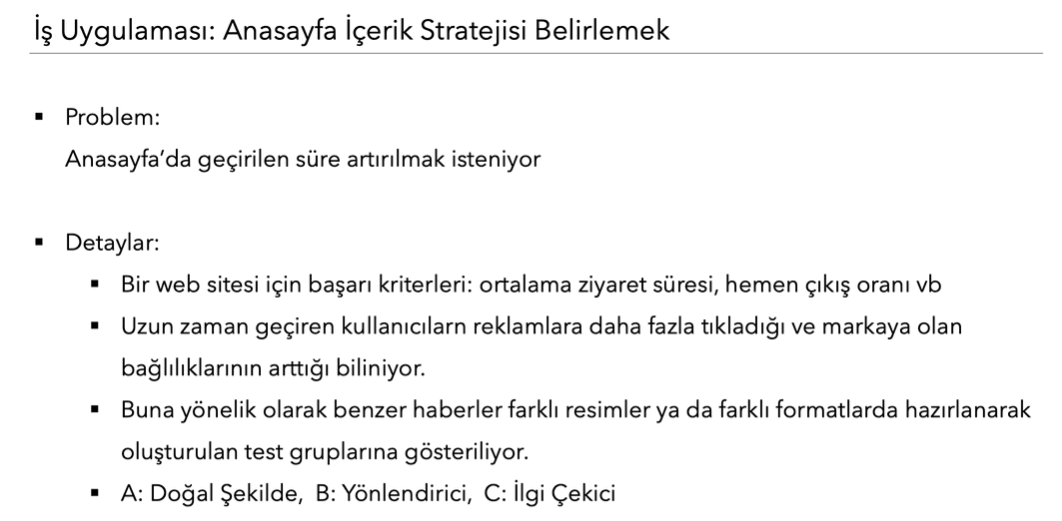 İş Uygulaması: Anasayfa İçerik Stratejisi Belirlemek
▪ Problem:
Anasayfa’da geçirilen süre artırılmak isteniyor
▪ Detaylar:
▪ Bir web sitesi için başarı kriterleri: ortalama ziyaret süresi, hemen çıkış oranı vb
▪ Uzun zaman geçiren kullanıcılarn reklamlara daha fazla tıkladığı ve markaya olan
bağlılıklarının arttığı biliniyor.
▪ Buna yönelik olarak benzer haberler farklı resimler ya da farklı formatlarda hazırlanarak
oluşturulan test gruplarına gösteriliyor.
▪ A: Doğal Şekilde, B: Yönlendirici, C: İlgi Çekici